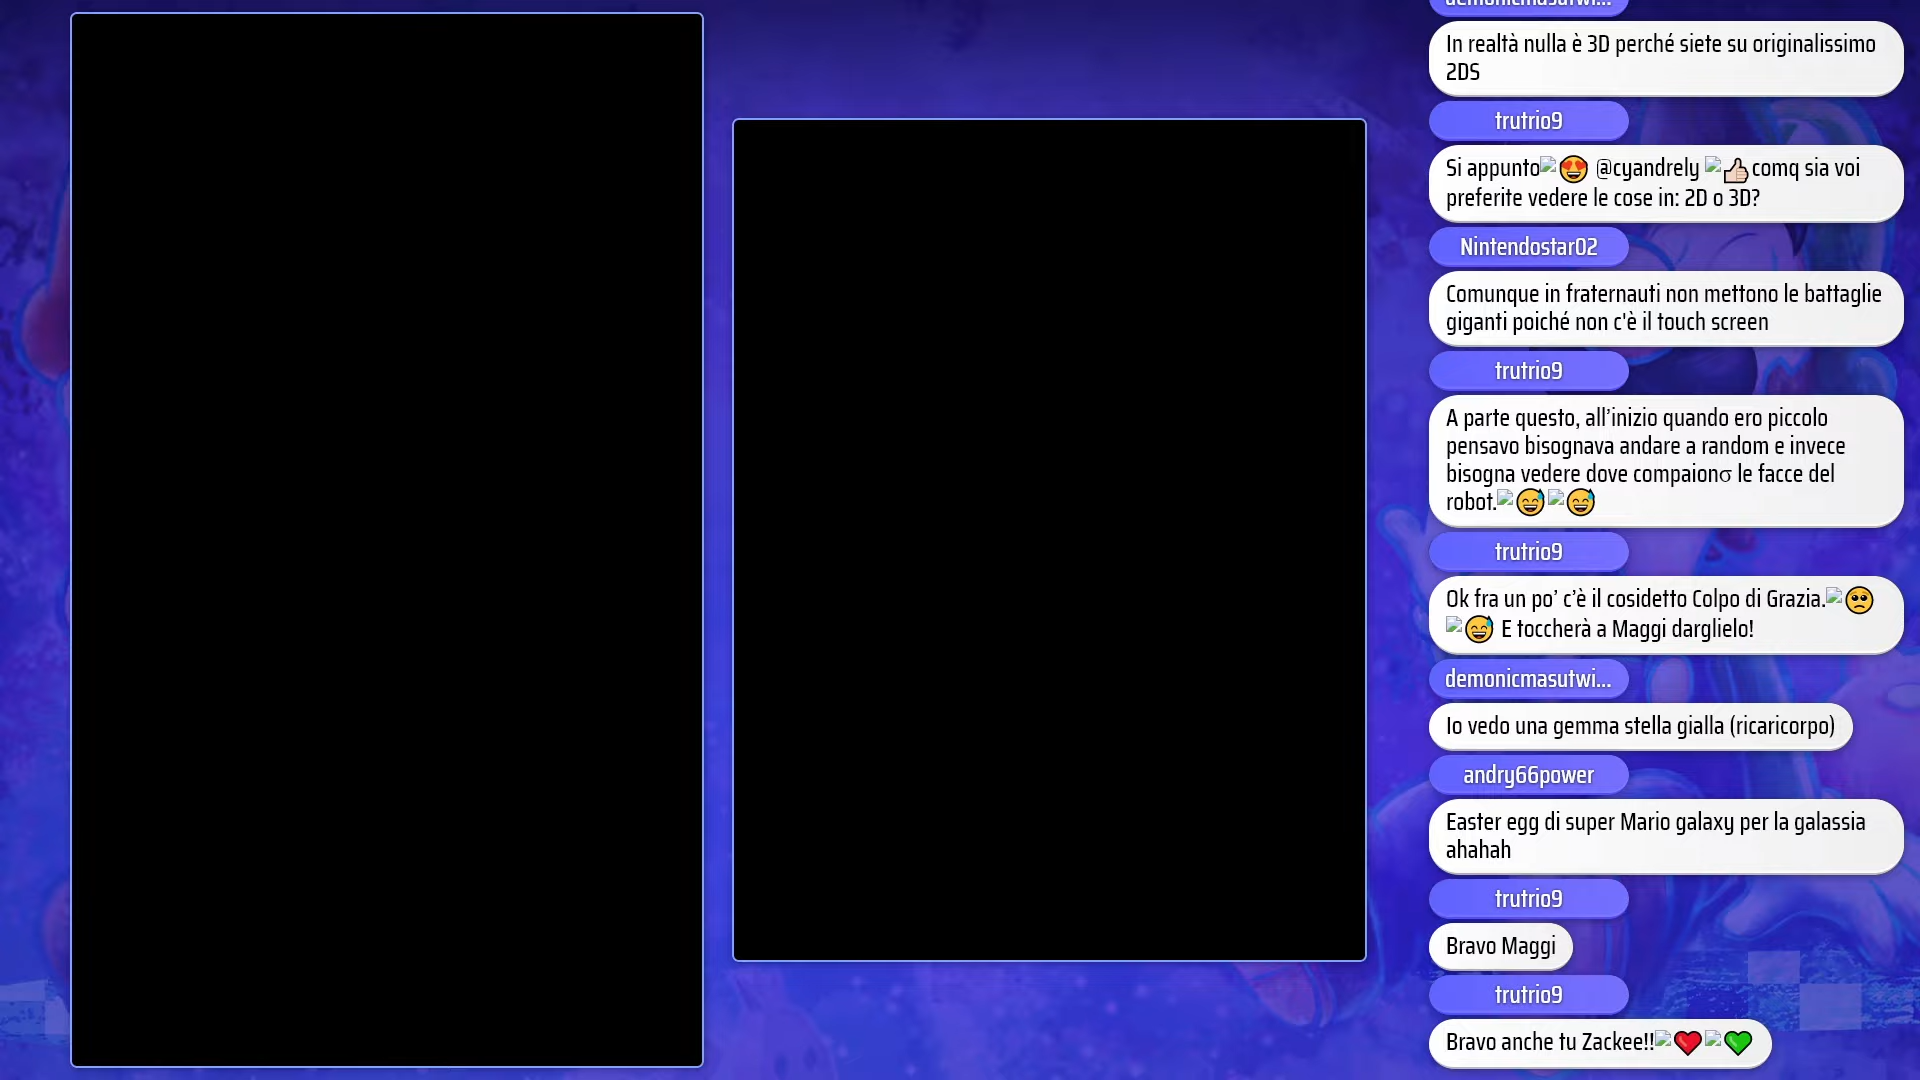 In realtà nulla è 3D perché siete su originalissimo
2DS
trutrio9
Si appunto😍 @cyandrely 👍🏻comq sia voi
preferite vedere le cose in: 2D o 3D?
Nintendostar02
Comunque in fraternauti non mettono le battaglie
giganti poiché non c'è il touch screen
trutrio9
A parte questo, all’inizio quando ero piccolo
pensavo bisognava andare a random e invece
bisogna vedere dove compaionσ le facce del
robot.😅😅
trutrio9
Ok fra un po’ c’è il cosidetto Colpo di Grazia.🥺
😅 E toccherà a Maggi darglielo!
demonicmasutwi...
Io vedo una gemma stella gialla (ricaricorpo)
andry66power
Easter egg di super Mario galaxy per la galassia
ahahah
trutrio9
Bravo Maggi
trutrio9
Bravo anche tu Zackee!!❤️💚